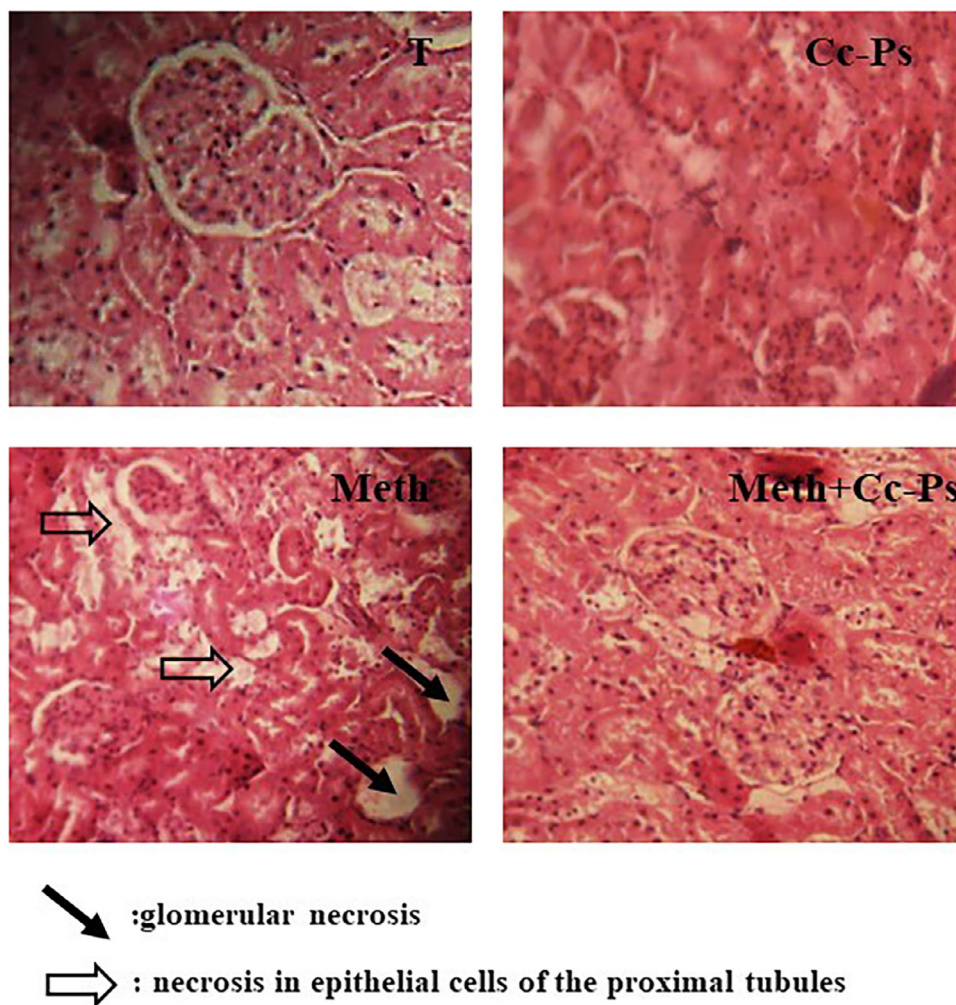 T
Cc-Ps
Meth
Meth+Cc-Ps
:glomerular necrosis
: necrosis in epithelial cells of the proximal tubules